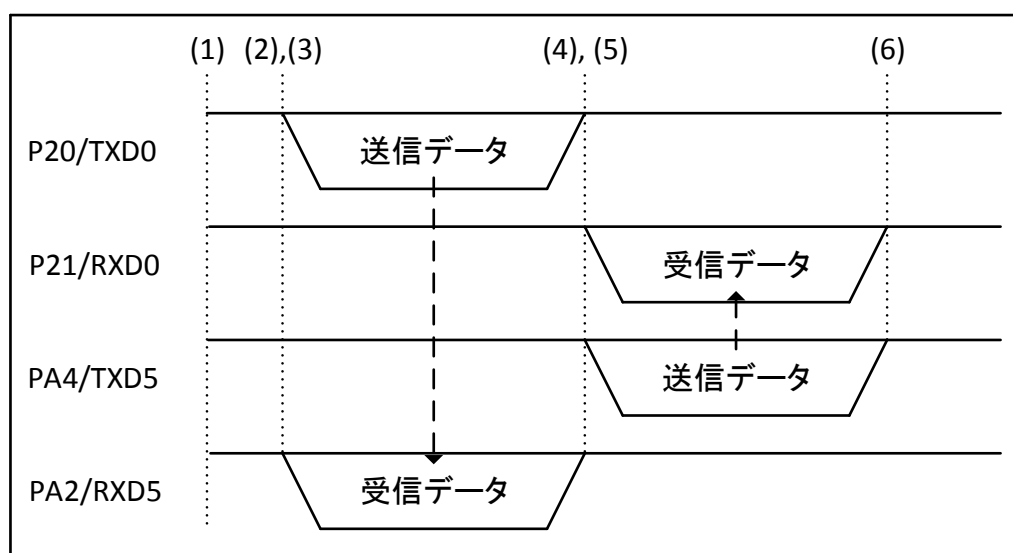 (1) (2),(3) (4), (5) (6)
P20/TXD0 送信データ
P21/RXD0 受信データ
PA4/TXD5 送信データ
PA2/RXD5 受信データ